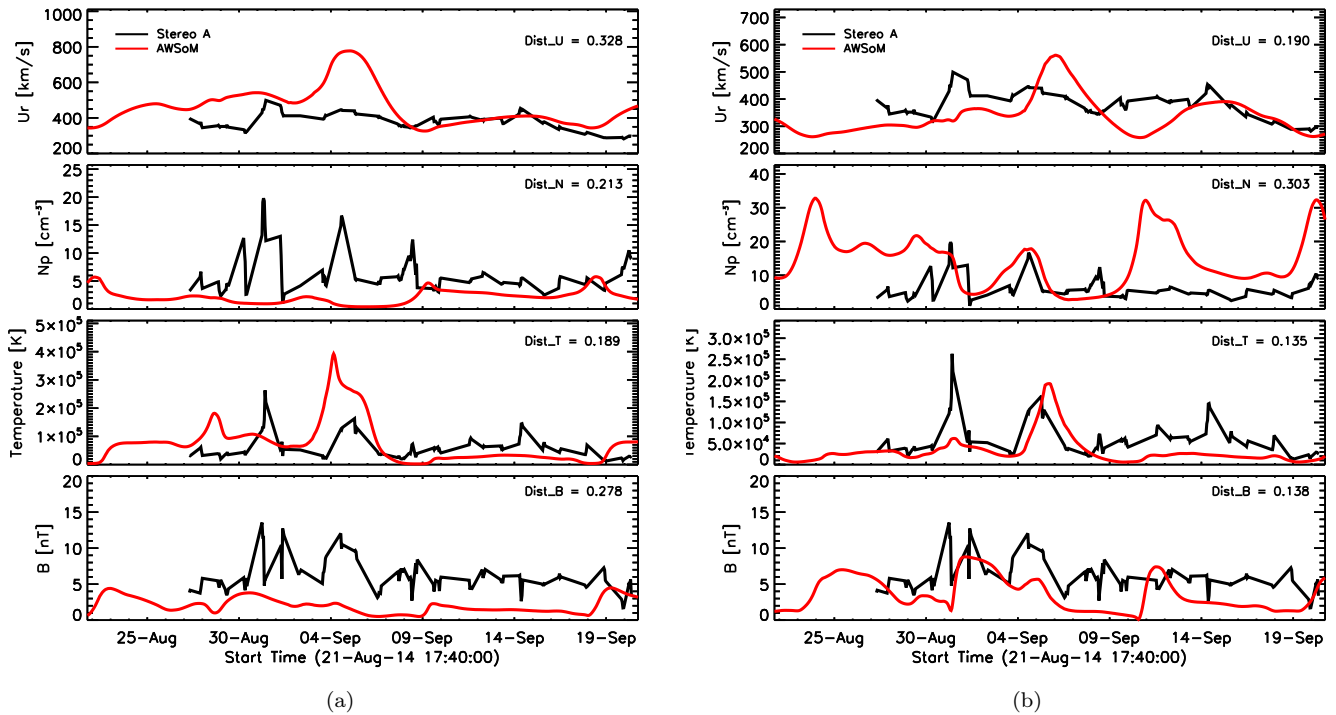 1000
800
600
400
200
Ur [km/s]
Stereo A
AWSoM
Dist_U = 0.328
25
20
15
10
5
0
Np [cm⁻³]
Dist_N = 0.213
5×10⁵
4×10⁵
3×10⁵
2×10⁵
1×10⁵
0
Temperature [K]
Dist_T = 0.189
20
15
10
5
0
B [nT]
Dist_B = 0.278
25-Aug 30-Aug 04-Sep 09-Sep 14-Sep 19-Sep
Start Time (21-Aug-14 17:40:00)
(a)
700
600
500
400
300
200
Ur [km/s]
Stereo A
AWSoM
Dist_U = 0.190
40
30
20
10
0
Np [cm⁻³]
Dist_N = 0.303
3.0×10⁵
2.5×10⁵
2.0×10⁵
1.5×10⁵
1.0×10⁵
5.0×10⁴
0
Temperature [K]
Dist_T = 0.135
20
15
10
5
0
B [nT]
Dist_B = 0.138
25-Aug 30-Aug 04-Sep 09-Sep 14-Sep 19-Sep
Start Time (21-Aug-14 17:40:00)
(b)